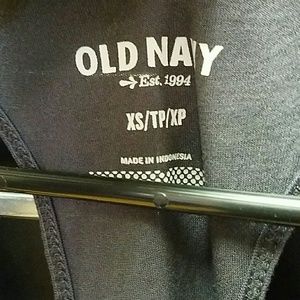 OLD NAVY
Est. 1994
XS/TP/XP
MADE IN INDONESIA